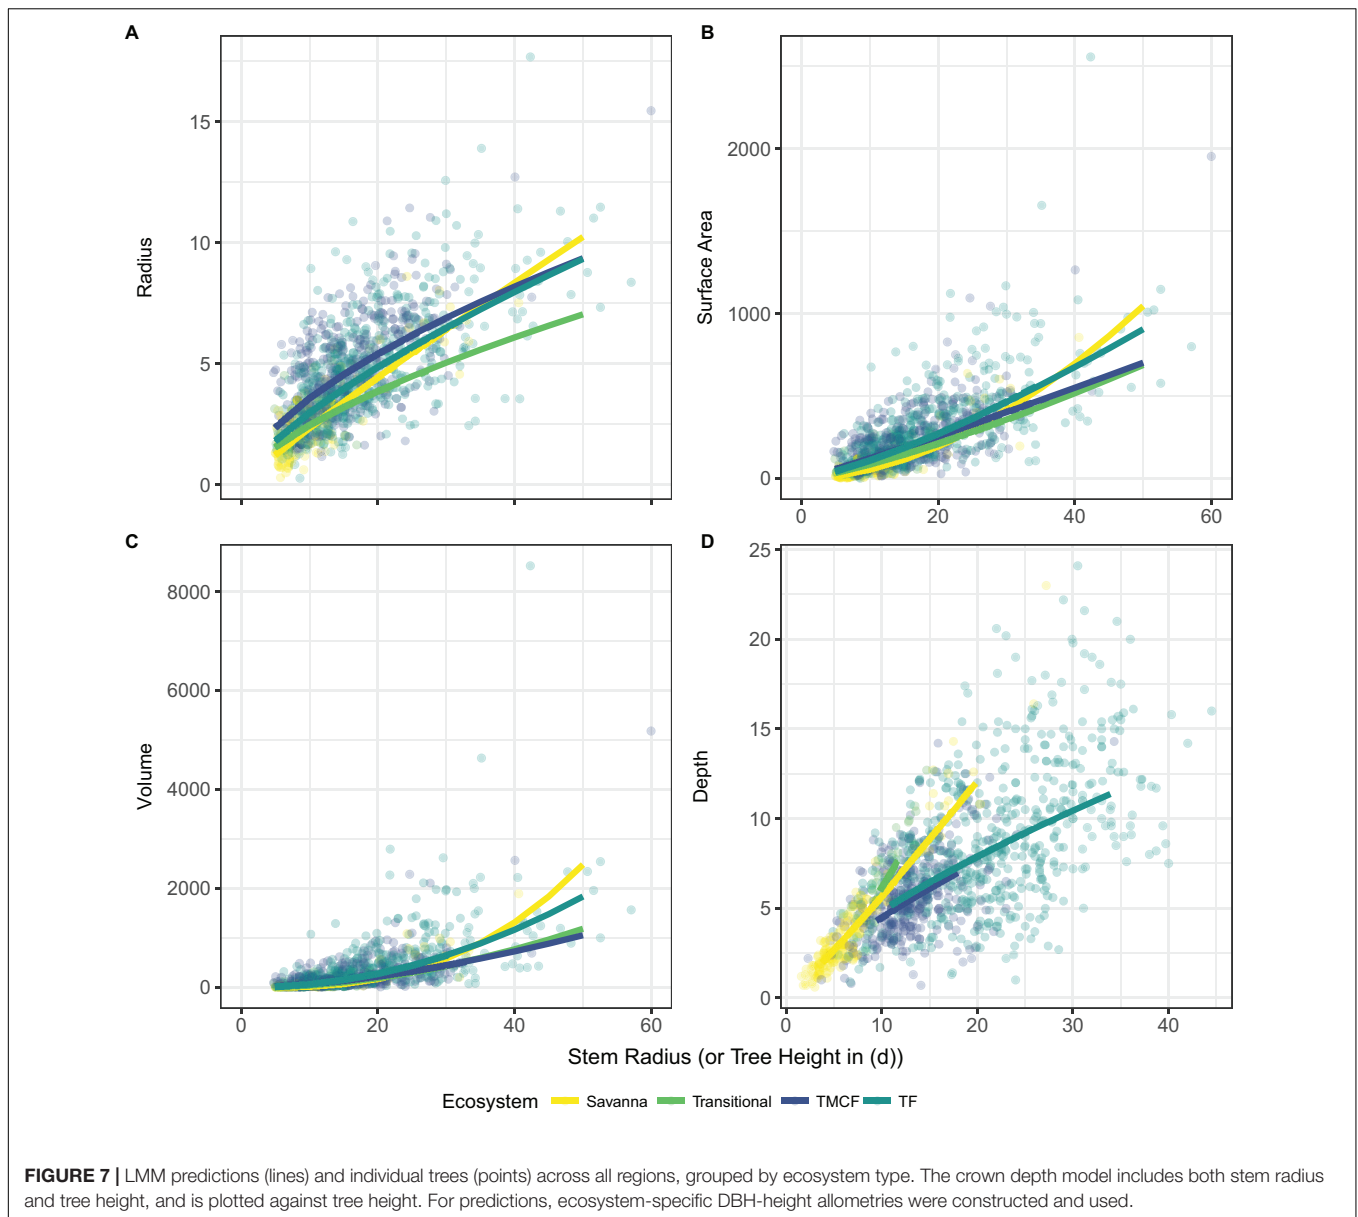 A
B
15
10
5
0
Radius
2000
1000
0
Surface Area
0
20
40
60
C
D
8000
6000
4000
2000
0
Volume
0
20
40
60
25
20
15
10
5
0
Depth
0
10
20
30
40
Stem Radius (or Tree Height in (d))
Ecosystem Savanna Transitional TMCF TF
FIGURE 7 | LMM predictions (lines) and individual trees (points) across all regions, grouped by ecosystem type. The crown depth model includes both stem radius
and tree height, and is plotted against tree height. For predictions, ecosystem-specific DBH-height allometries were constructed and used.